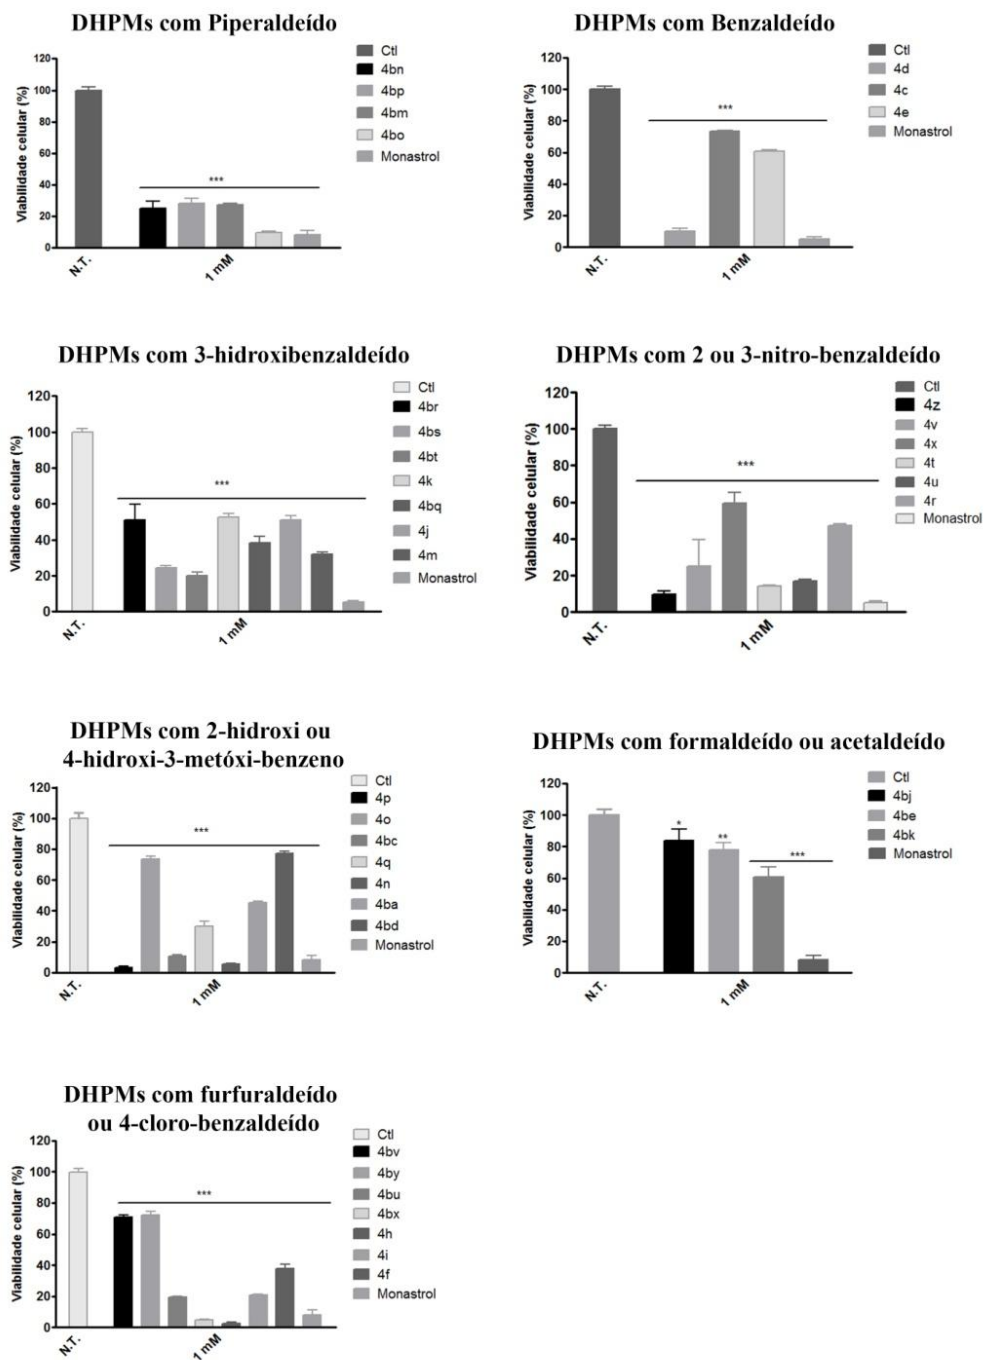 DHPMs com Piperaldeído
Viabilidade celular (%)
120
100
80
60
40
20
0
***
N.T.
1 mM
Ctl
4bn
4bp
4bm
4bo
Monastrol
DHPMs com Benzaldeído
Viabilidade celular (%)
120
100
80
60
40
20
0
***
N.T.
1 mM
Ctl
4d
4c
4e
Monastrol
DHPMs com 3-hidroxibenzaldeído
Viabilidade celular (%)
120
100
80
60
40
20
0
***
N.T.
1 mM
Ctl
4br
4bs
4bt
4k
4bq
4j
4m
Monastrol
DHPMs com 2 ou 3-nitro-benzaldeído
Viabilidade celular (%)
120
100
80
60
40
20
0
***
N.T.
1 mM
Ctl
4z
4v
4x
4t
4u
4r
Monastrol
DHPMs com 2-hidroxi ou
4-hidroxi-3-metóxi-benzeno
Viabilidade celular (%)
120
100
80
60
40
20
0
***
N.T.
1 mM
Ctl
4p
4o
4bc
4q
4n
4ba
4bd
Monastrol
DHPMs com formaldeído ou acetaldeído
Viabilidade celular (%)
120
100
80
60
40
20
0
*
**
***
N.T.
1 mM
Ctl
4bj
4be
4bk
Monastrol
DHPMs com furfuraldeído
ou 4-cloro-benzaldeído
Viabilidade celular (%)
120
100
80
60
40
20
0
***
N.T.
1 mM
Ctl
4bv
4by
4bu
4bx
4h
4i
4f
Monastrol